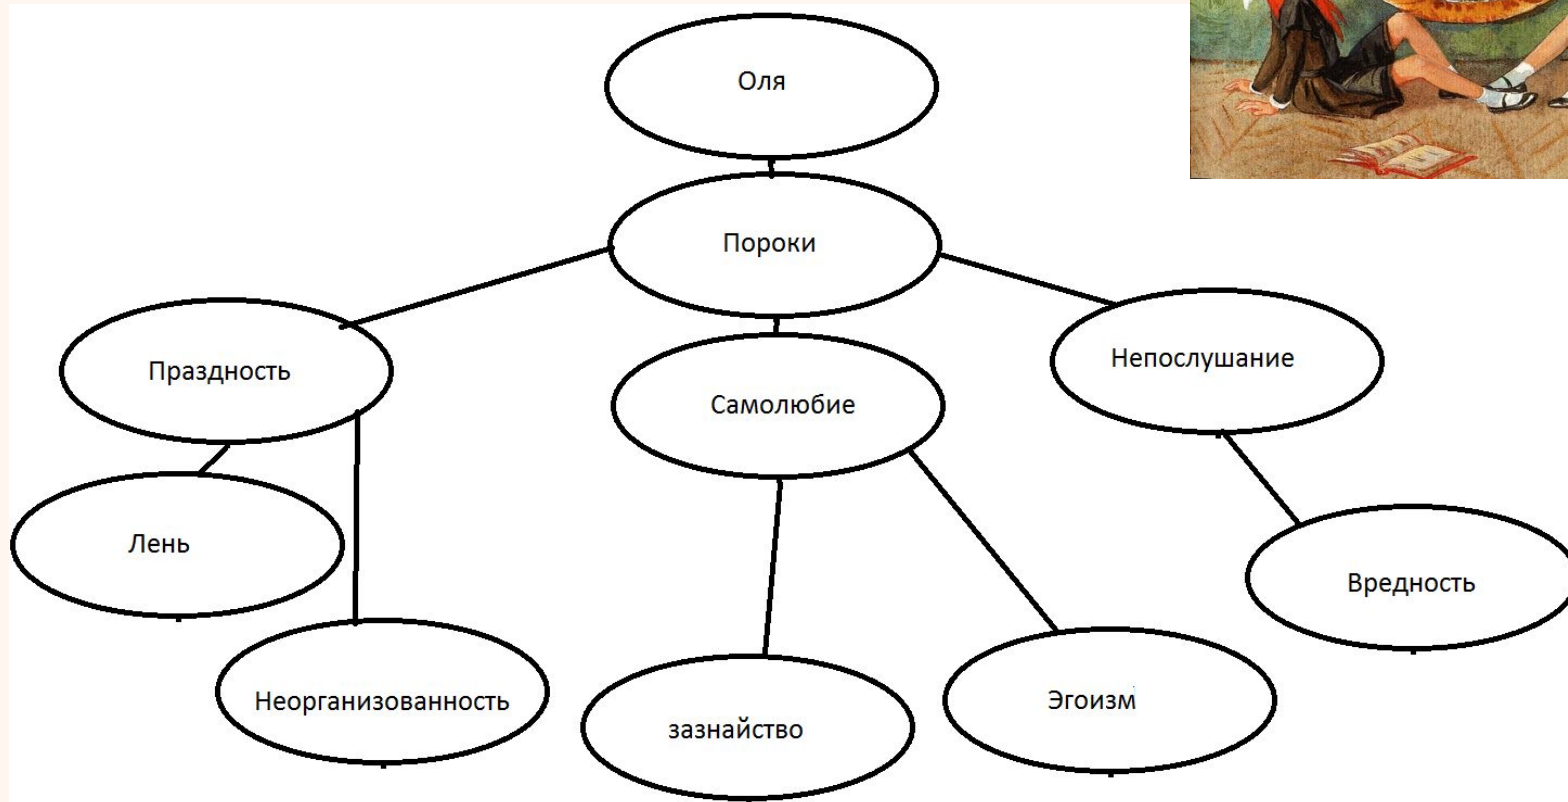 Оля
Пороки
Праздность
Самолюбие
Непослушание
Лень
Неорганизованность
зазнайство
Эгоизм
Вредность